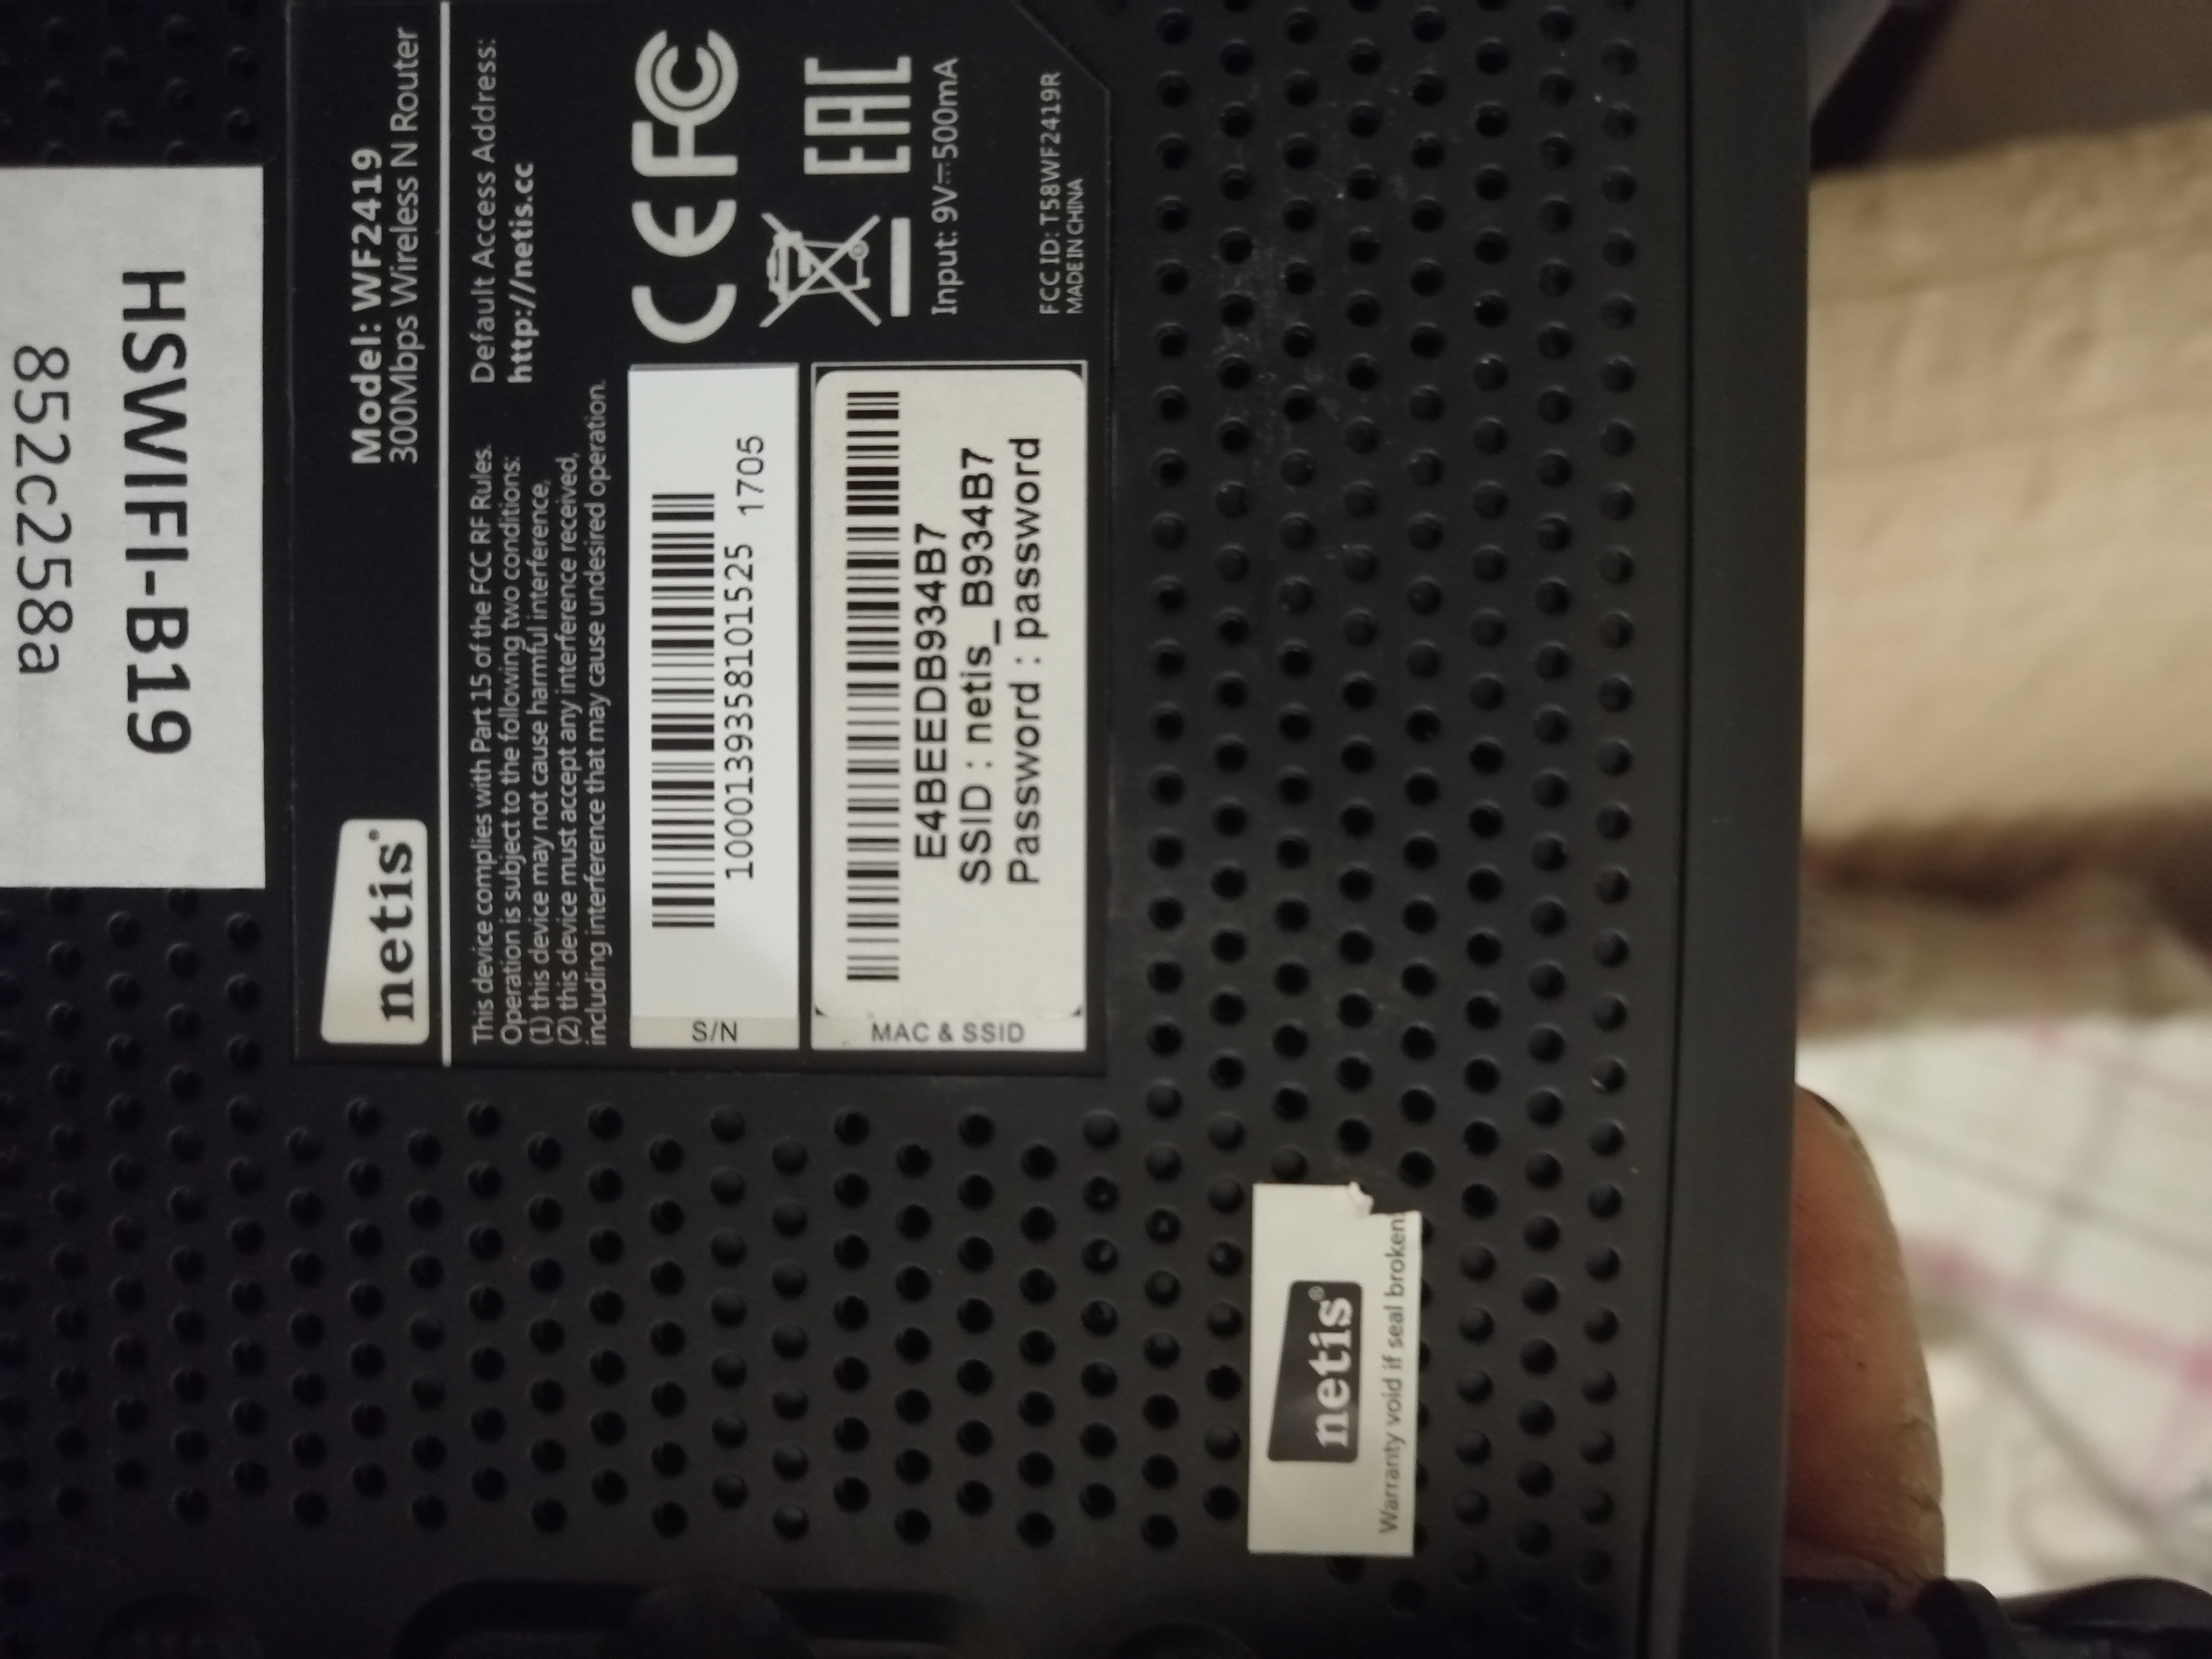 HSWIFI-B19
852c258a
netis®
Model: WF2419
300Mbps Wireless N Router
This device complies with Part 15 of the FCC RF Rules.
Operation is subject to the following two conditions:
(1) this device may not cause harmful interference,
(2) this device must accept any interference received,
including interference that may cause undesired operation.
Default Access Address:
http://netis.cc
S/N
1000139358101525 1705
MAC & SSID
E4BEEDB934B7
SSID : netis_B934B7
Password : password
CE FC
EAC
Input: 9V⎓500mA
FCC ID: T58WF2419R
MADE IN CHINA
netis®
Warranty void if seal broken